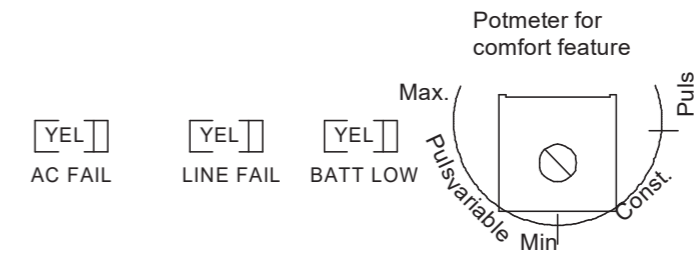 Potmeter for
comfort feature
Max.
Puls
YEL
YEL
YEL
AC FAIL
LINE FAIL
BATT LOW
Pulsvariable
Const.
Min